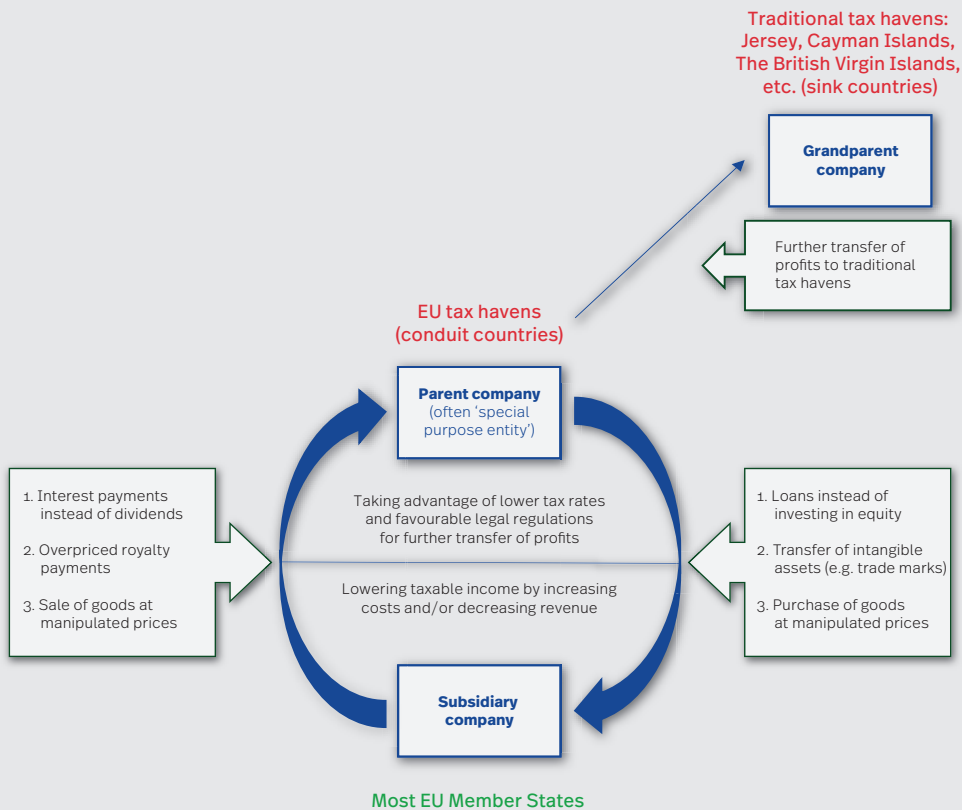 Traditional tax havens:
Jersey, Cayman Islands,
The British Virgin Islands,
etc. (sink countries)
Grandparent
company
Further transfer of
profits to traditional
tax havens
EU tax havens
(conduit countries)
Parent company
(often ‘special
purpose entity’)
1. Interest payments
instead of dividends
2. Overpriced royalty
payments
3. Sale of goods at
manipulated prices
Taking advantage of lower tax rates
and favourable legal regulations
for further transfer of profits
Lowering taxable income by increasing
costs and/or decreasing revenue
1. Loans instead of
investing in equity
2. Transfer of intangible
assets (e.g. trade marks)
3. Purchase of goods
at manipulated prices
Subsidiary
company
Most EU Member States